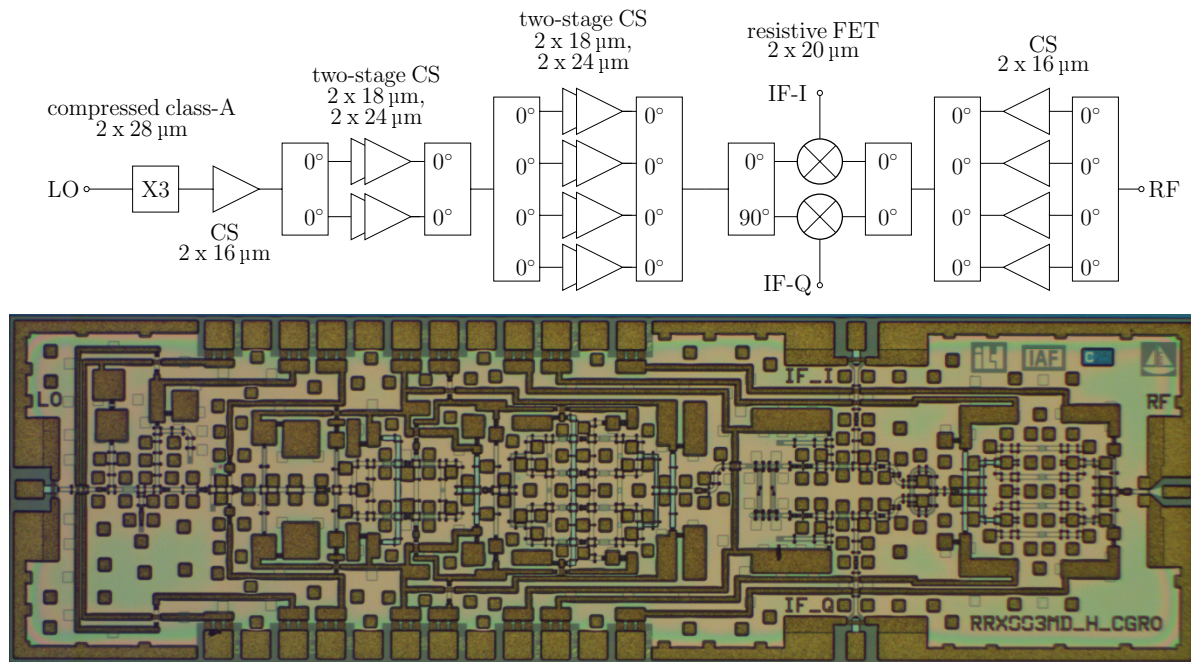 two-stage CS
2 x 18 µm,
2 x 24 µm
resistive FET
2 x 20 µm
CS
2 x 16 µm
two-stage CS
2 x 18 µm,
2 x 24 µm
compressed class-A
2 x 28 µm
IF-I
LO
X3
CS
2 x 16 µm
0°
0°
0°
0°
0°
0°
0°
0°
0°
0°
0°
0°
0°
90°
0°
0°
0°
0°
0°
0°
0°
0°
0°
0°
RF
IF-Q
LO
IF_I
IAF
RF
IF_Q